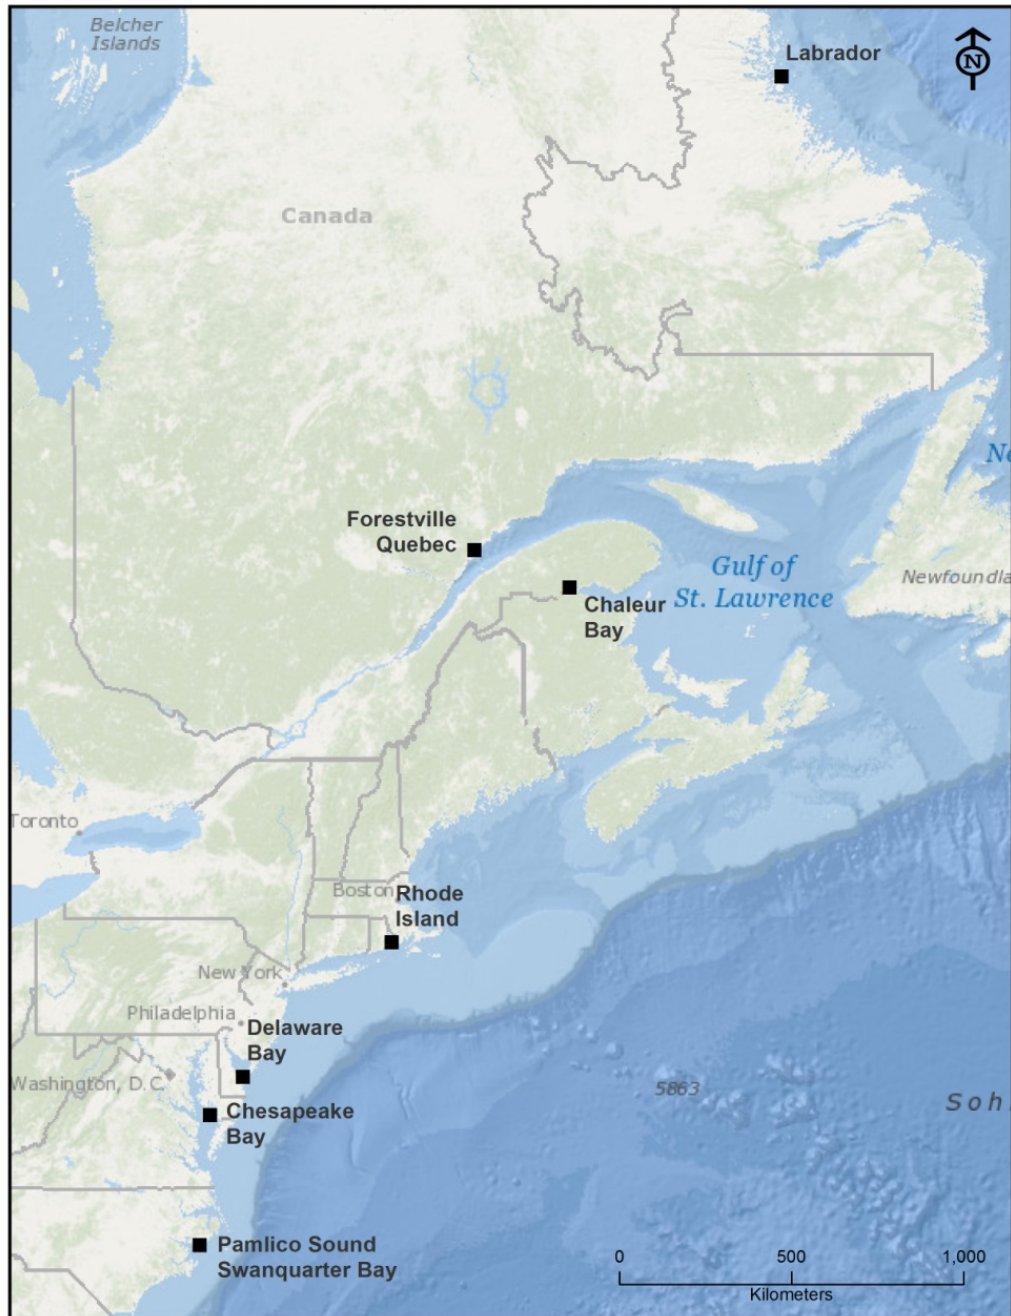 Belcher
Islands
Labrador
N
Canada
Ne
Forestville
Quebec
Gulf of
St. Lawrence
Newfoundla
Chaleur
Bay
Toronto
Boston
Rhode
Island
New York
Philadelphia
Delaware
Bay
Washington, D.C.
5863
Soh
Chesapeake
Bay
Pamlico Sound
Swanquarter Bay
0 500 1,000
Kilometers